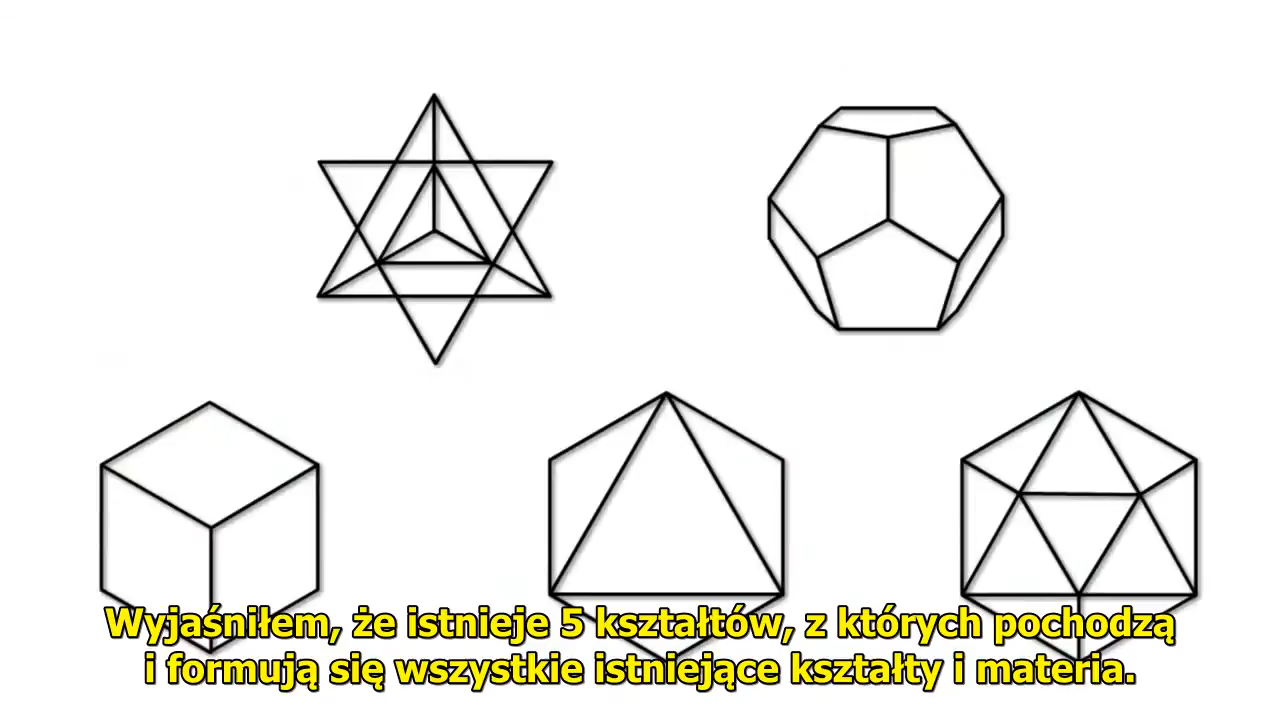 Wyjaśniłem, że istnieje 5 kształtów, z których pochodzą
i formują się wszystkie istniejące kształty i materia.